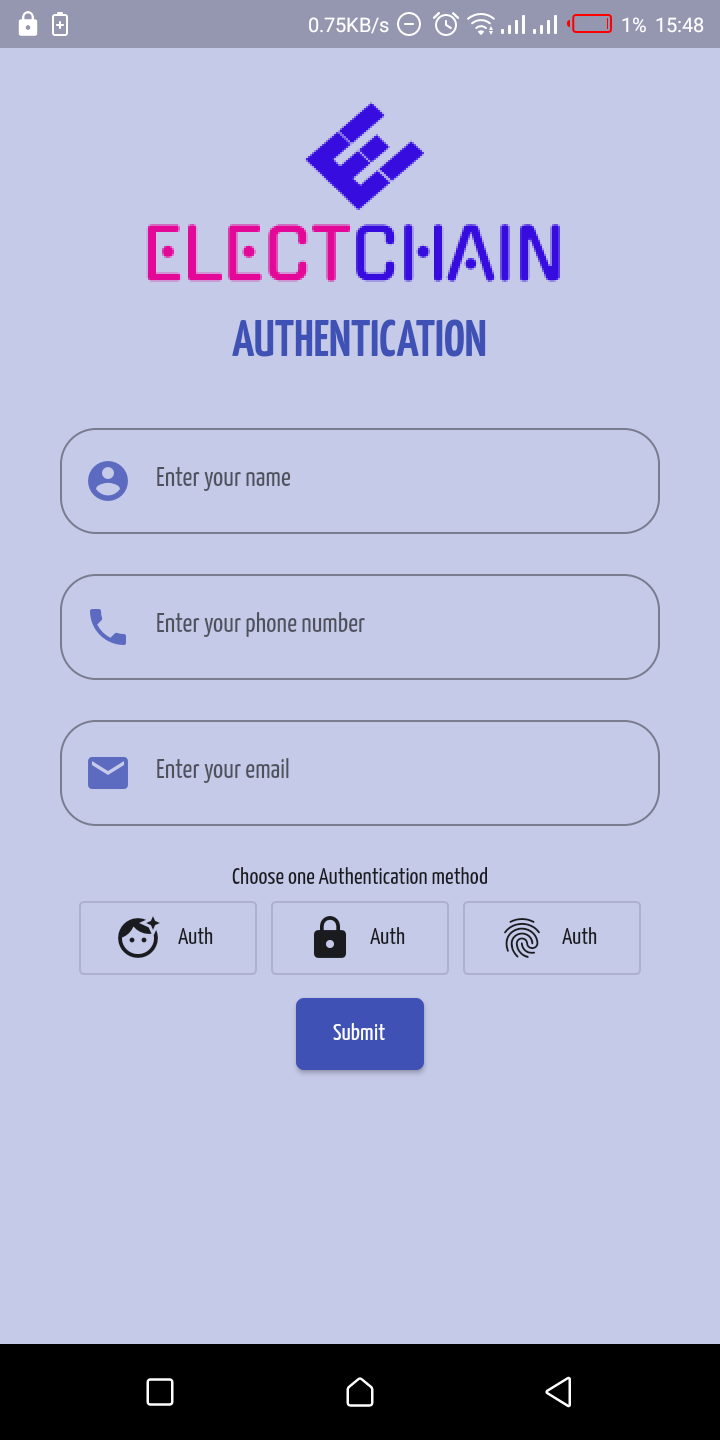 0.75KB/s 1% 15:48
ELECTCHAIN
AUTHENTICATION
Enter your name
Enter your phone number
Enter your email
Choose one Authentication method
Auth Auth Auth
Submit